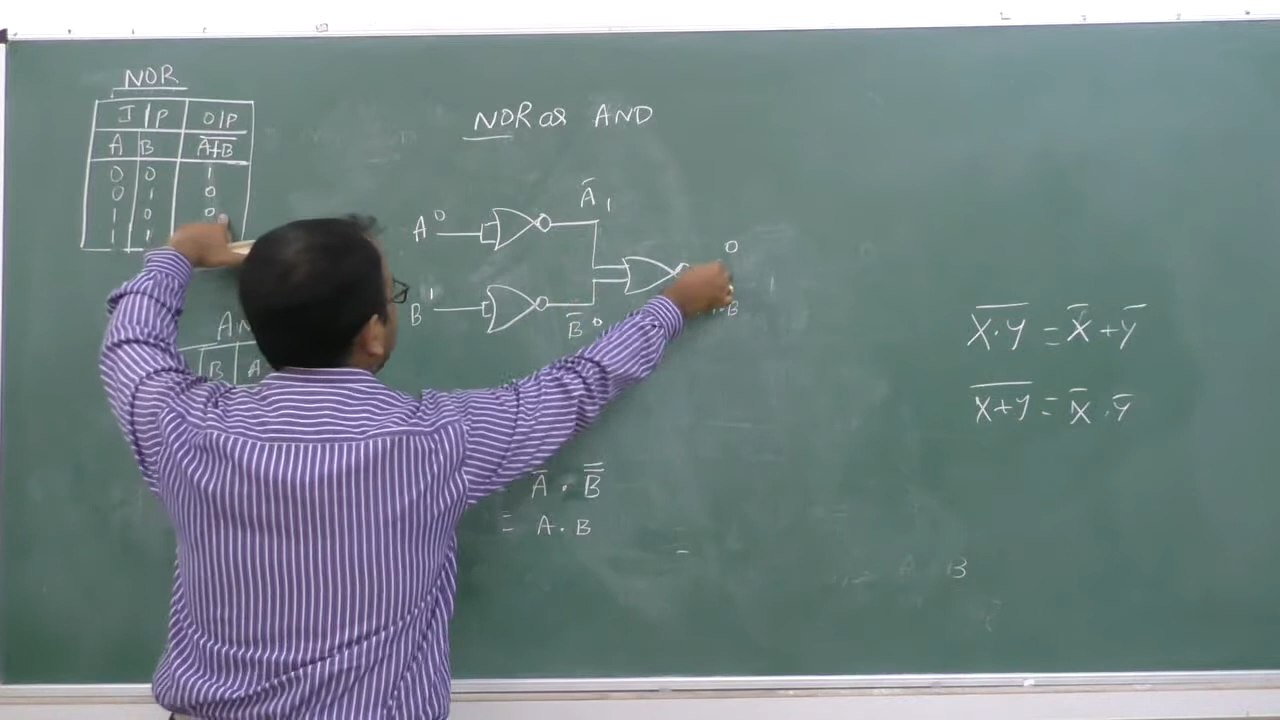 NOR
I/P O/P
A B A̅+̅B̅
0 0 1
0 1 0
1 0 0
1 1
NOR as AND
A 0
A̅ 1
B 1
B̅ 0
0
B
B A
= A̅ · B̿
= A · B
X̅·̅Y̅ = X̅ + Y̅
X̅+̅Y̅ = X̅ · Y̅